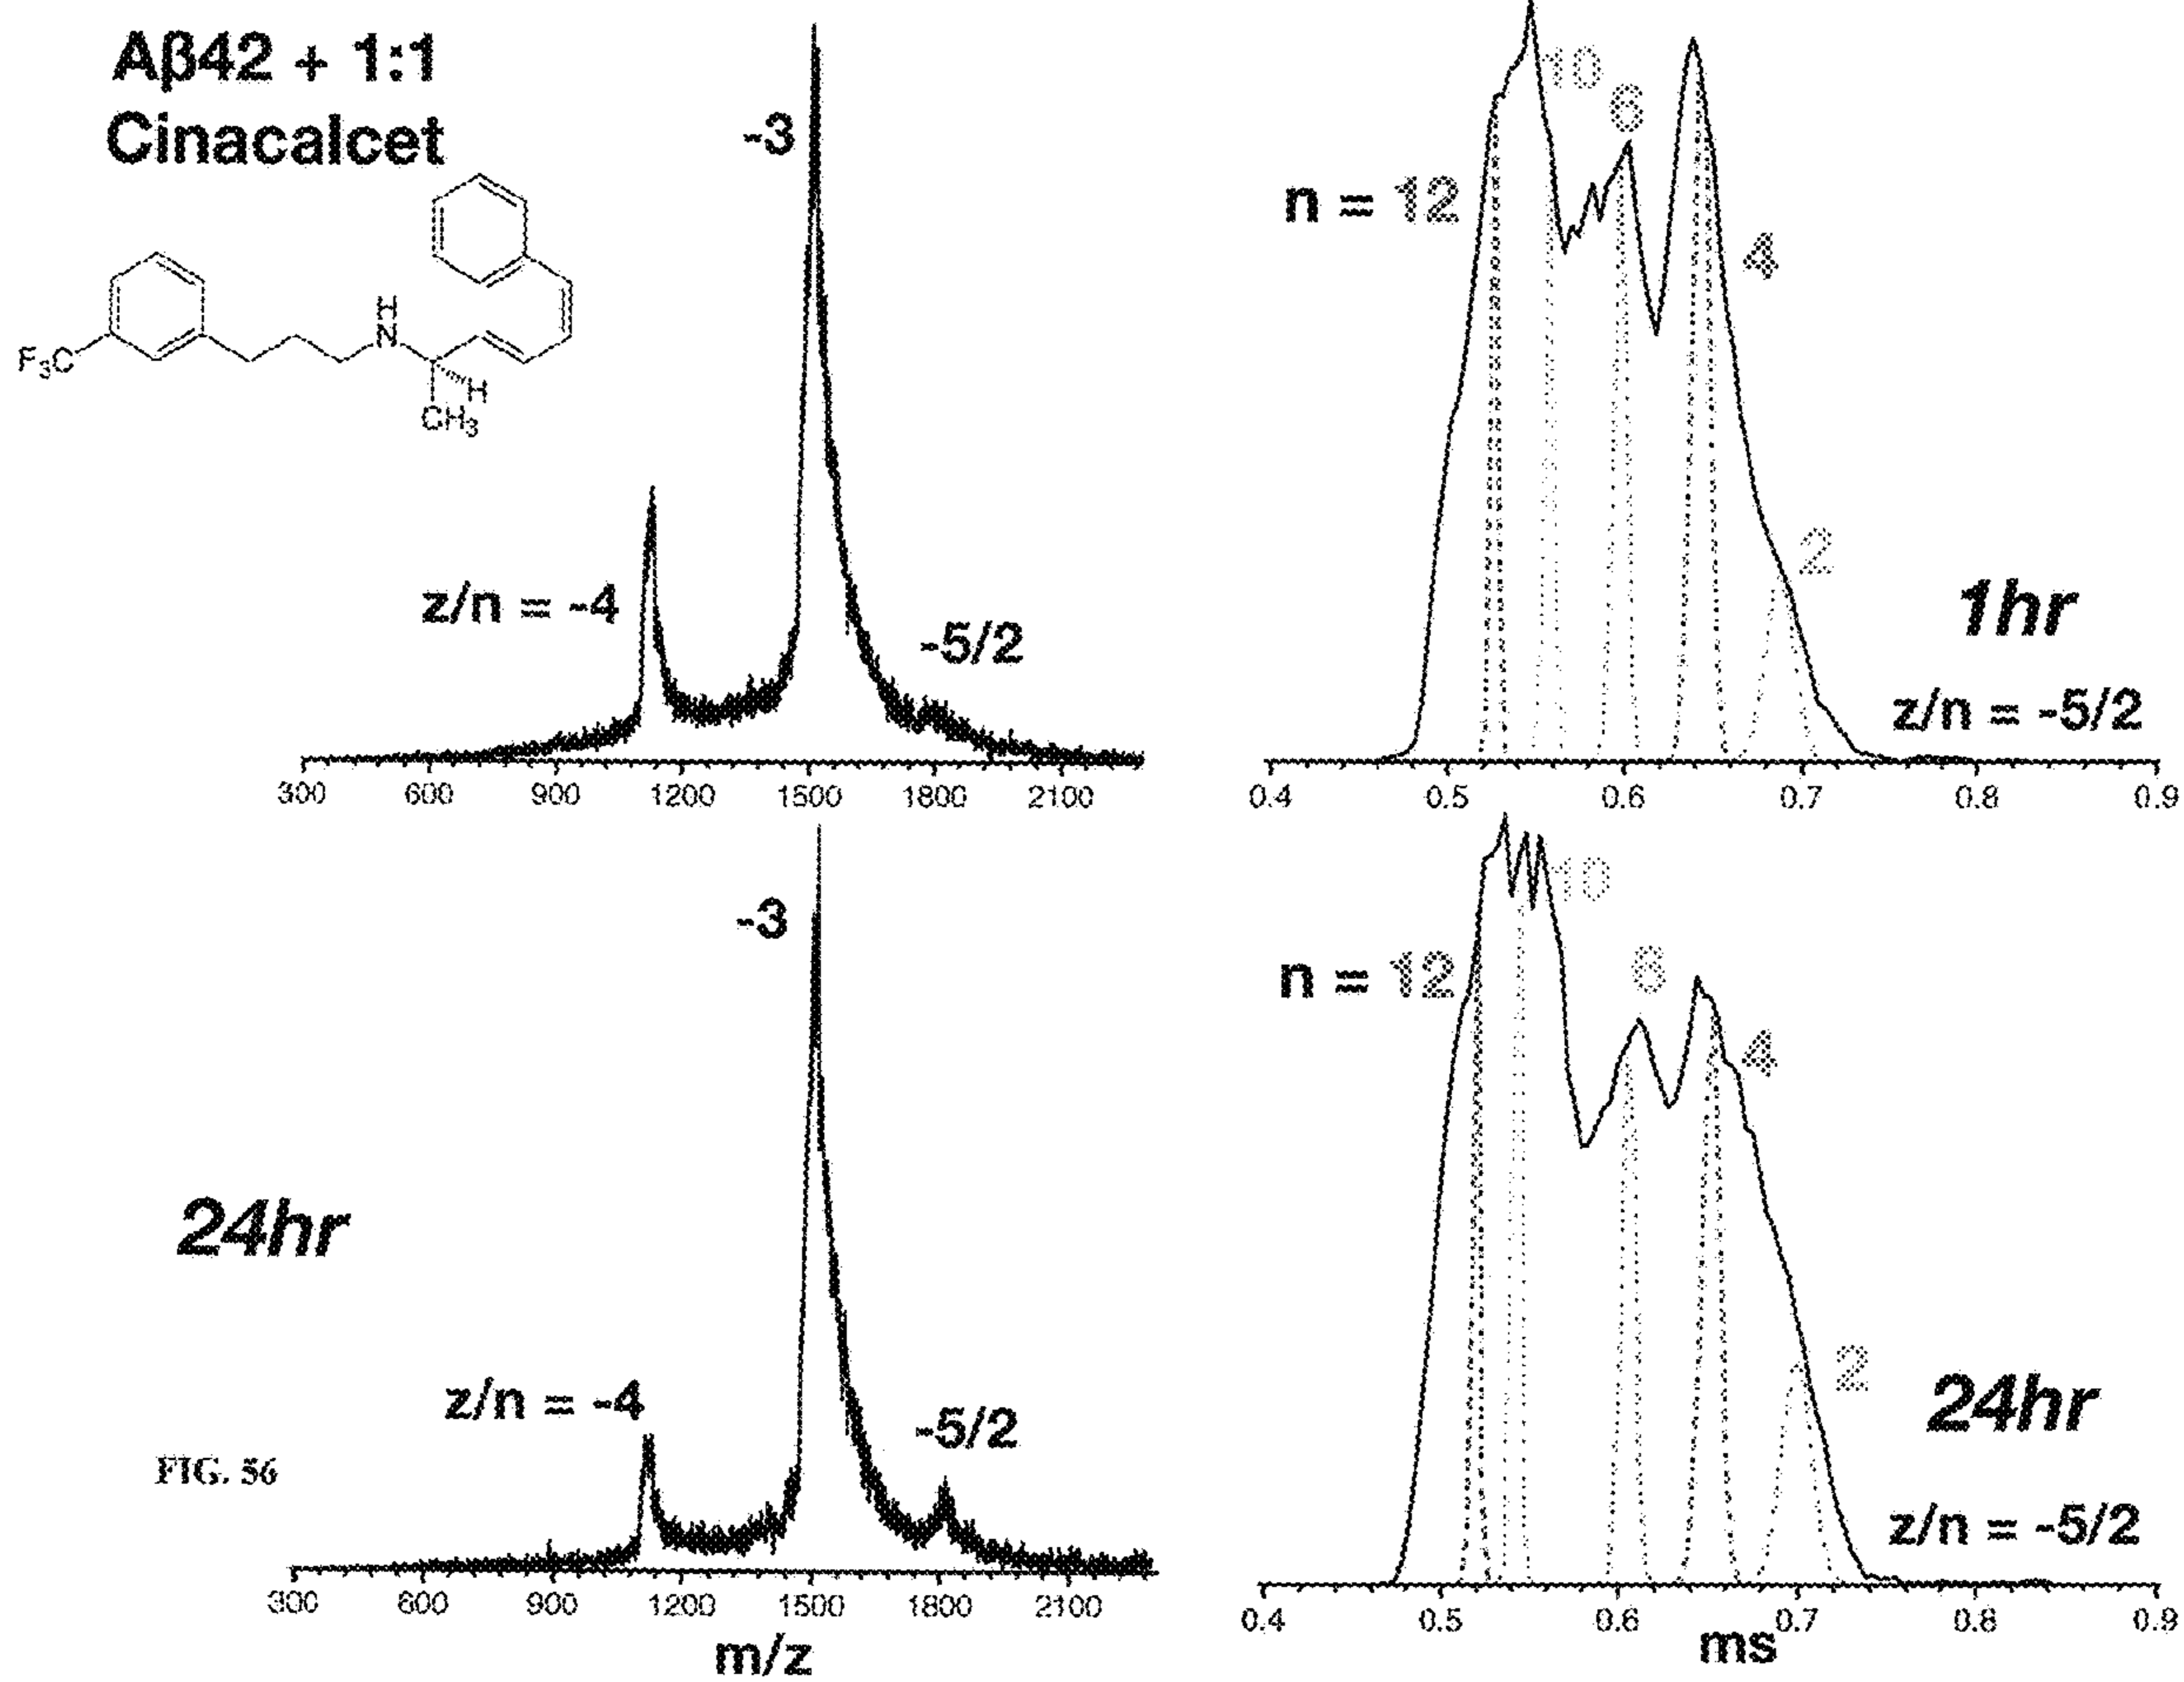 Aβ42 + 1:1
Cinacalcet
F₃C
H
N
H
CH₃
-3
z/n = -4
-5/2
300 600 900 1200 1500 1800 2100
n = 12
10
6
4
2
1hr
z/n = -5/2
0.4 0.5 0.6 0.7 0.8 0.9
-3
24hr
z/n = -4
-5/2
FIG. 56
300 600 900 1200 1500 1800 2100
m/z
n = 12
10
4
2
24hr
z/n = -5/2
0.4 0.5 0.6 0.7 0.8 0.9
ms